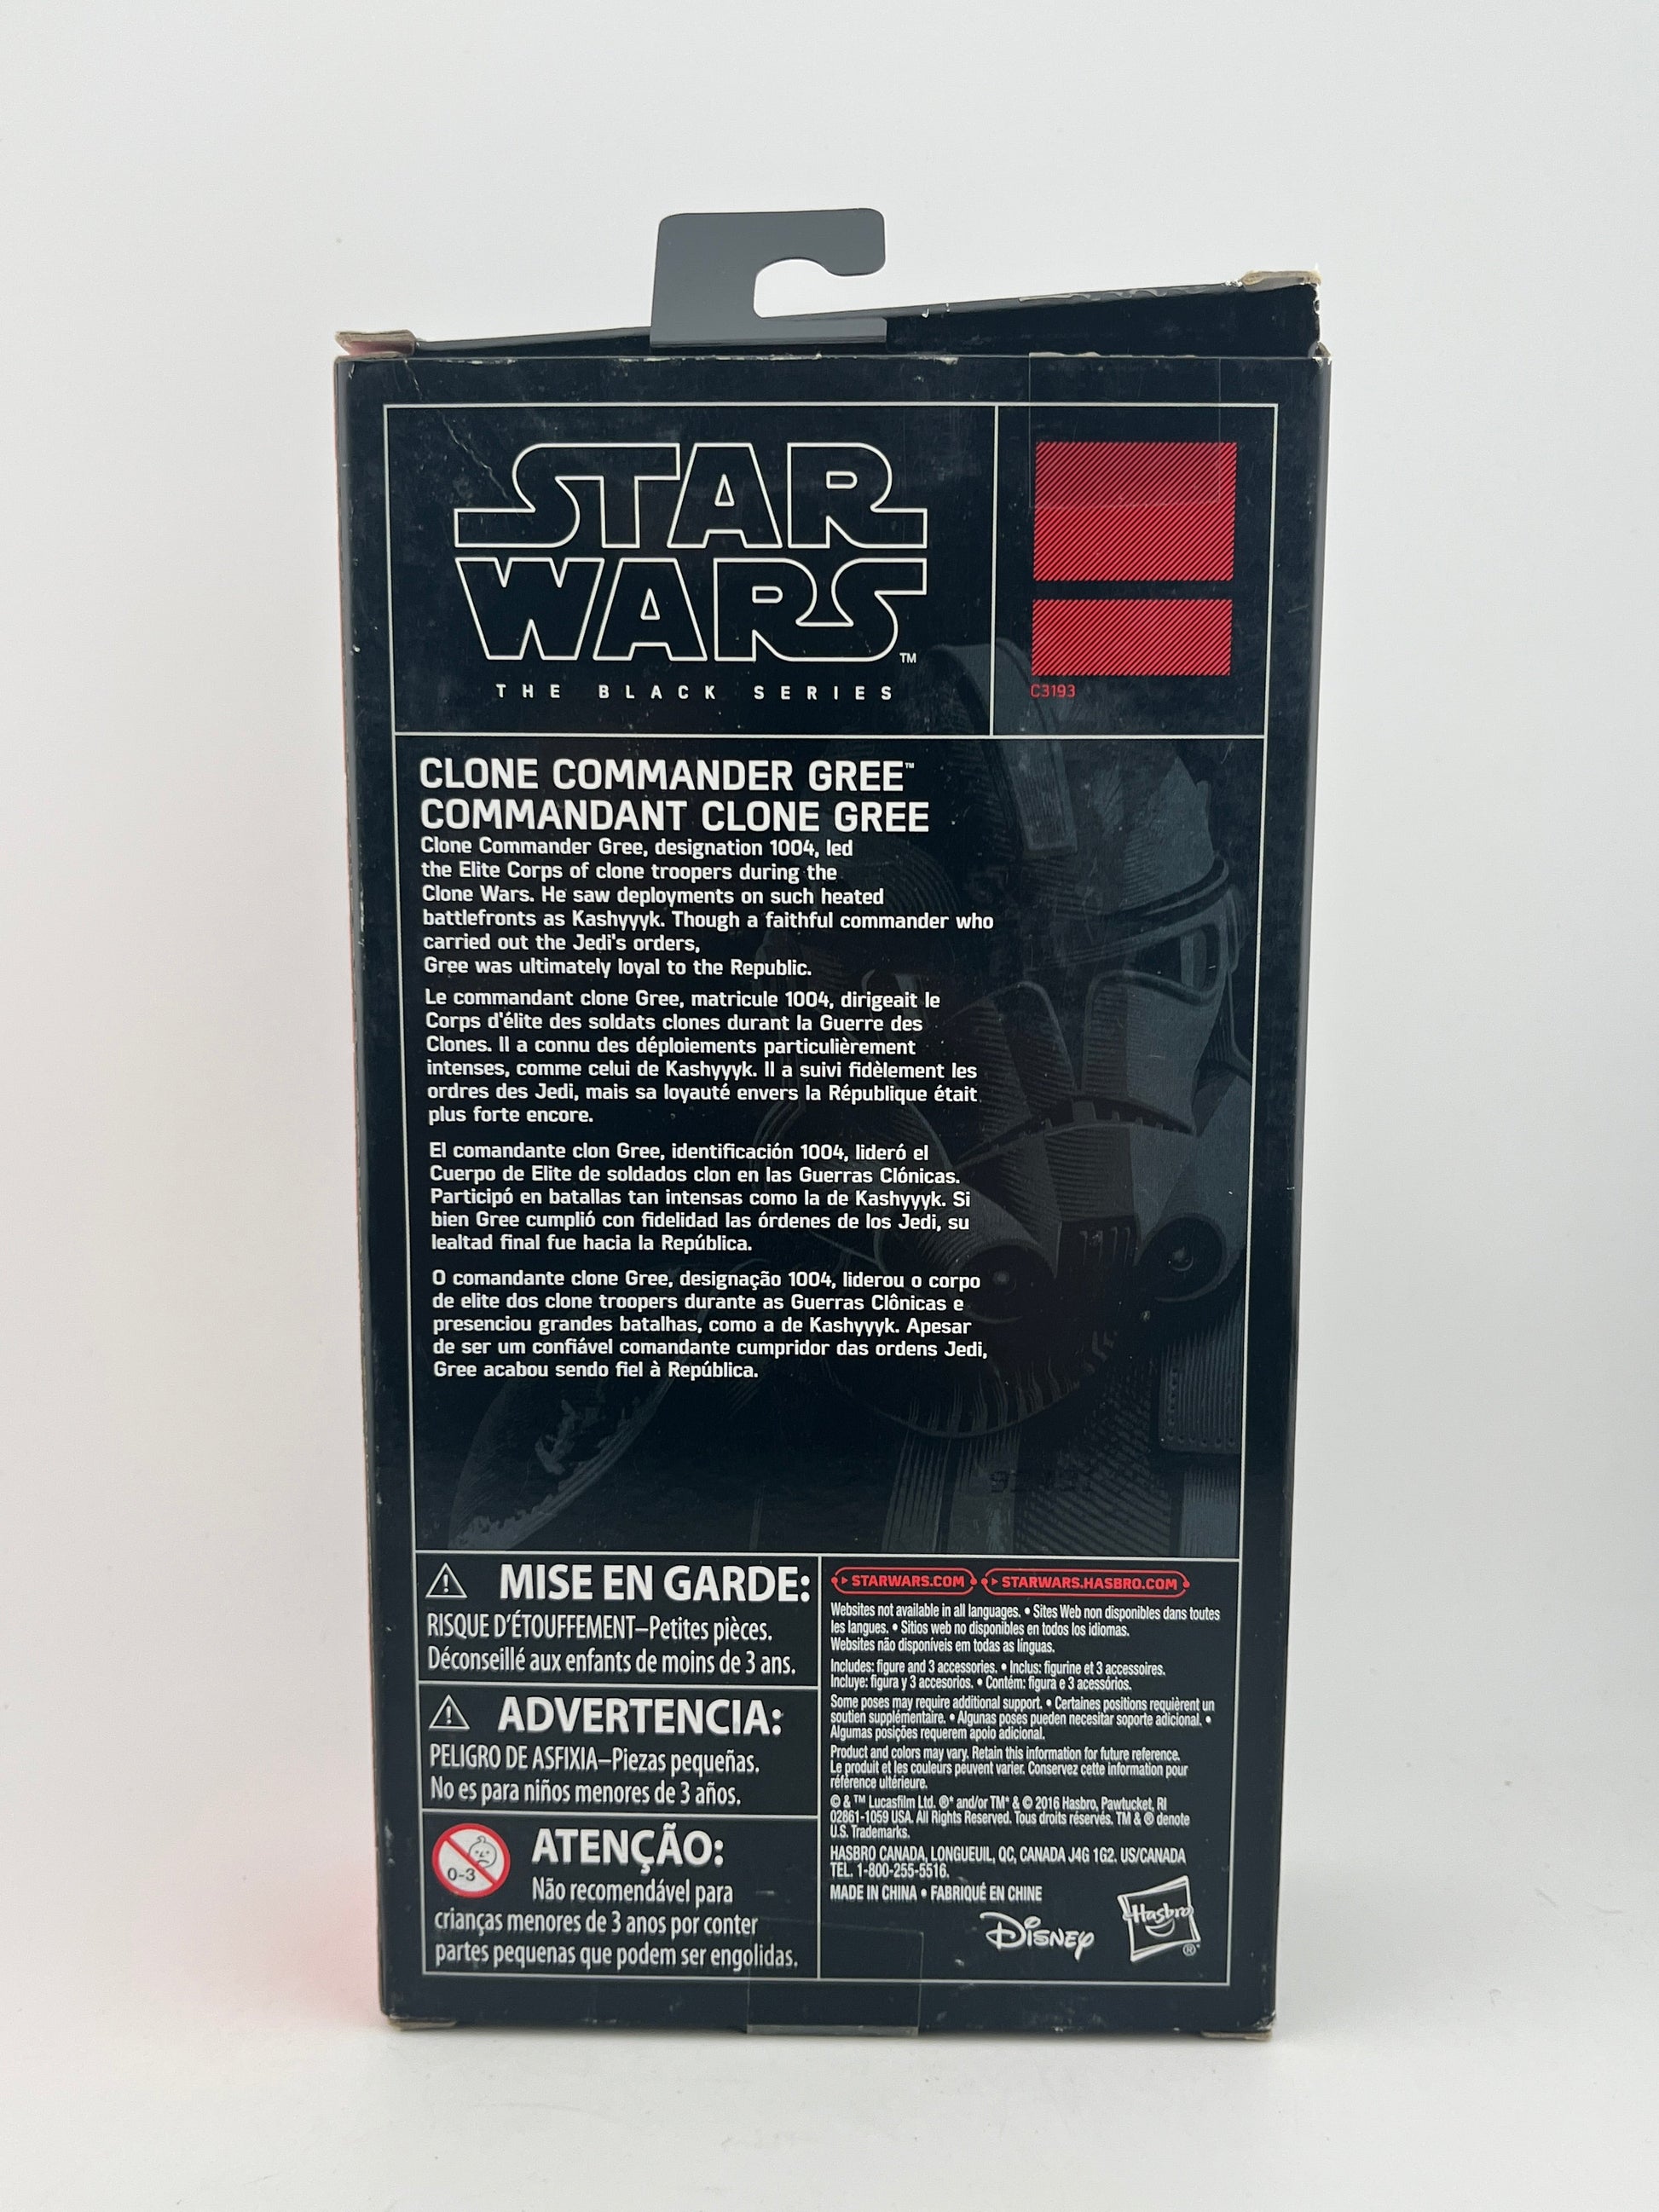 STAR
WARS™
THE BLACK SERIES
C3193
CLONE COMMANDER GREE™
COMMANDANT CLONE GREE
Clone Commander Gree, designation 1004, led
the Elite Corps of clone troopers during the
Clone Wars. He saw deployments on such heated
battlefronts as Kashyyyk. Though a faithful commander who
carried out the Jedi's orders,
Gree was ultimately loyal to the Republic.
Le commandant clone Gree, matricule 1004, dirigeait le
Corps d'élite des soldats clones durant la Guerre des
Clones. Il a connu des déploiements particulièrement
intenses, comme celui de Kashyyyk. Il a suivi fidèlement les
ordres des Jedi, mais sa loyauté envers la République était
plus forte encore.
El comandante clon Gree, identificación 1004, lideró el
Cuerpo de Elite de soldados clon en las Guerras Clónicas.
Participó en batallas tan intensas como la de Kashyyyk. Si
bien Gree cumplió con fidelidad las órdenes de los Jedi, su
lealtad final fue hacia la República.
O comandante clone Gree, designação 1004, liderou o corpo
de elite dos clone troopers durante as Guerras Clônicas e
presenciou grandes batalhas, como a de Kashyyyk. Apesar
de ser um confiável comandante cumpridor das ordens Jedi,
Gree acabou sendo fiel à República.
MISE EN GARDE:
RISQUE D'ÉTOUFFEMENT–Petites pièces.
Déconseillé aux enfants de moins de 3 ans.
ADVERTENCIA:
PELIGRO DE ASFIXIA–Piezas pequeñas.
No es para niños menores de 3 años.
0-3
ATENÇÃO:
Não recomendável para
crianças menores de 3 anos por conter
partes pequenas que podem ser engolidas.
STARWARS.COM STARWARS.HASBRO.COM
Websites not available in all languages. • Sites Web non disponibles dans toutes
les langues. • Sitios web no disponibles en todos los idiomas.
Websites não disponíveis em todas as línguas.
Includes: figure and 3 accessories. • Inclus: figurine et 3 accessoires.
Incluye: figura y 3 accesorios. • Contém: figura e 3 acessórios.
Some poses may require additional support. • Certaines positions requièrent un
soutien supplémentaire. • Algunas poses pueden necesitar soporte adicional. •
Algumas posições requerem apoio adicional.
Product and colors may vary. Retain this information for future reference.
Le produit et les couleurs peuvent varier. Conservez cette information pour
référence ultérieure.
© & ™ Lucasfilm Ltd. ®* and/or TM* & © 2016 Hasbro, Pawtucket, RI
02861-1059 USA. All Rights Reserved. Tous droits réservés. TM & ® denote
U.S. Trademarks.
HASBRO CANADA, LONGUEUIL, QC, CANADA J4G 1G2. US/CANADA
TEL. 1-800-255-5516.
MADE IN CHINA • FABRIQUÉ EN CHINE
Disney
Hasbro®